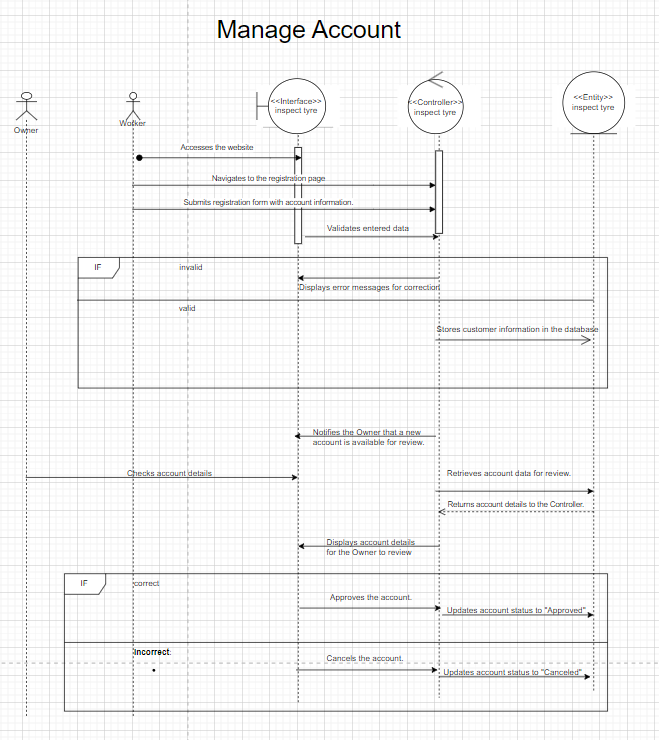 Manage Account
Owner
Worker
<<Interface>>
inspect tyre
<<Controller>>
inspect tyre
<<Entity>>
inspect tyre
Accesses the website
Navigates to the registration page
Submits registration form with account information.
Validates entered data
IF
invalid
Displays error messages for correction
valid
Stores customer information in the database
Notifies the Owner that a new
account is available for review.
Checks account details
Retrieves account data for review.
Returns account details to the Controller.
Displays account details
for the Owner to review
IF
correct
Approves the account.
Updates account status to "Approved"
Incorrect:
Cancels the account.
Updates account status to "Canceled"